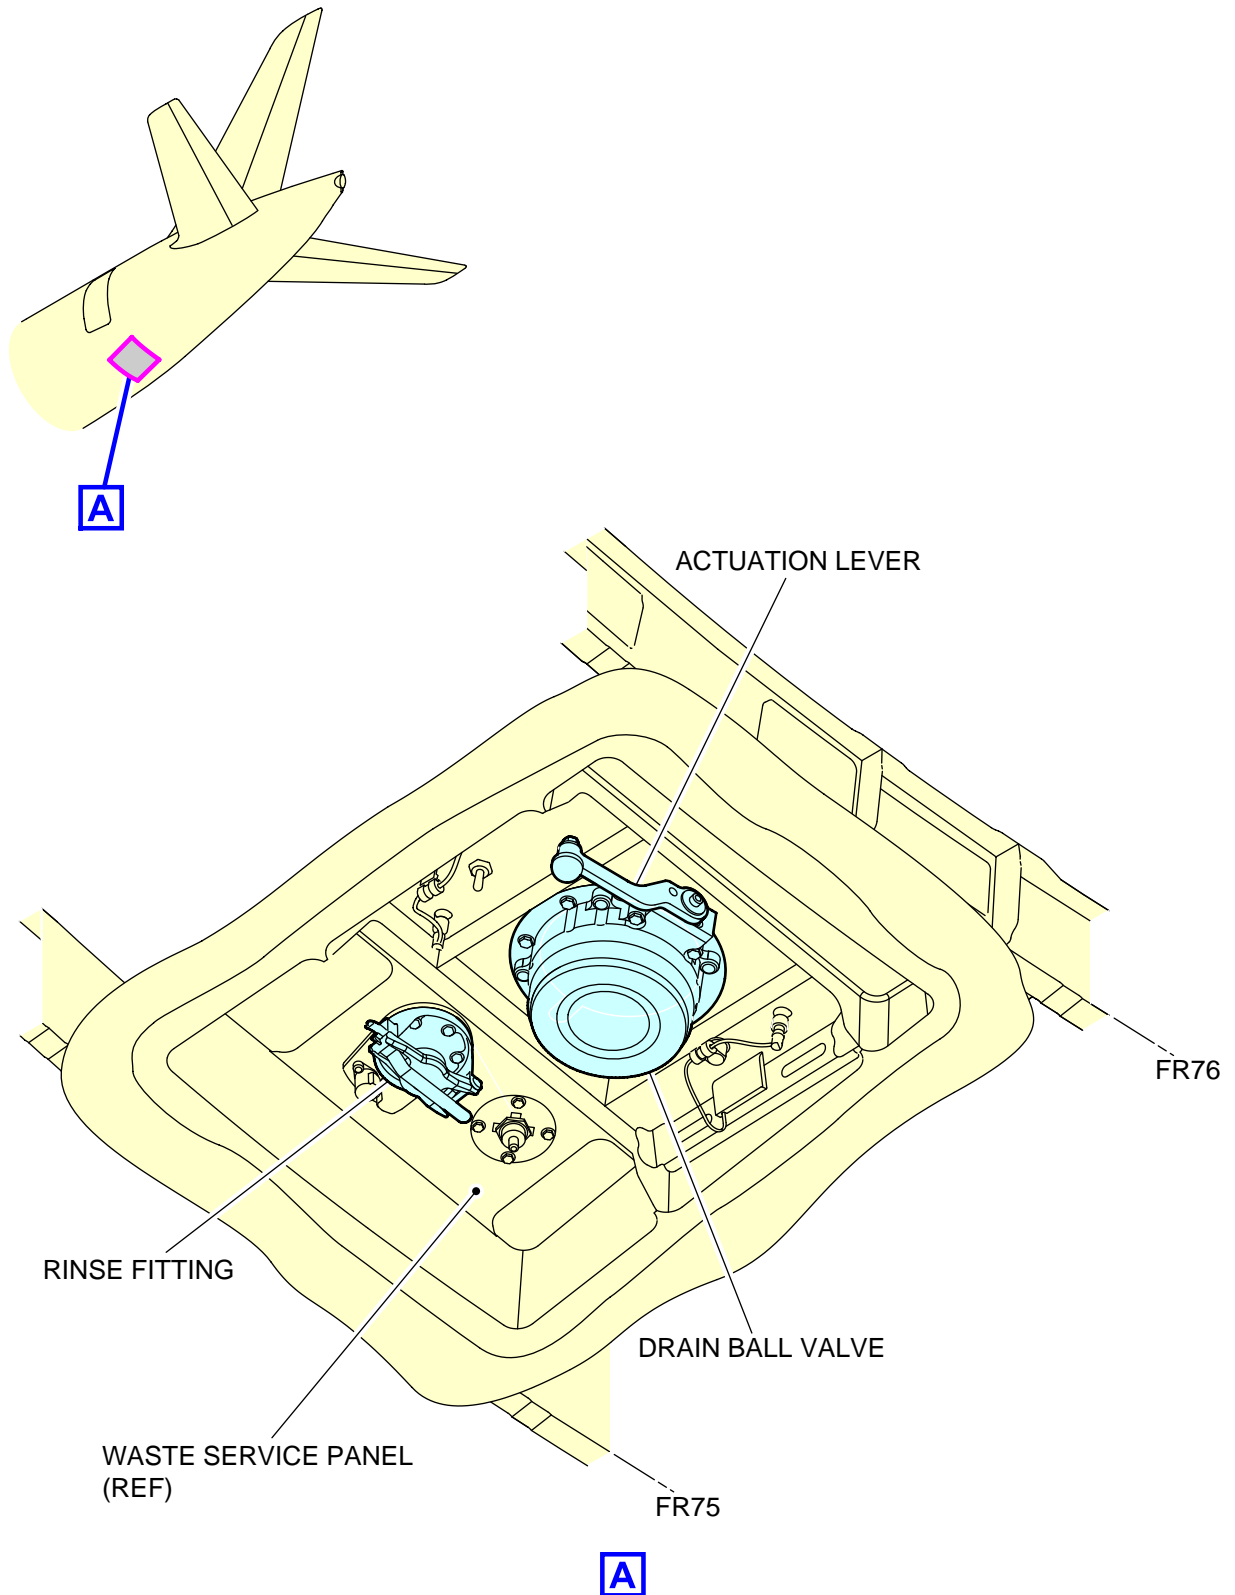 A
ACTUATION LEVER
FR76
RINSE FITTING
DRAIN BALL VALVE
WASTE SERVICE PANEL
(REF)
FR75
A